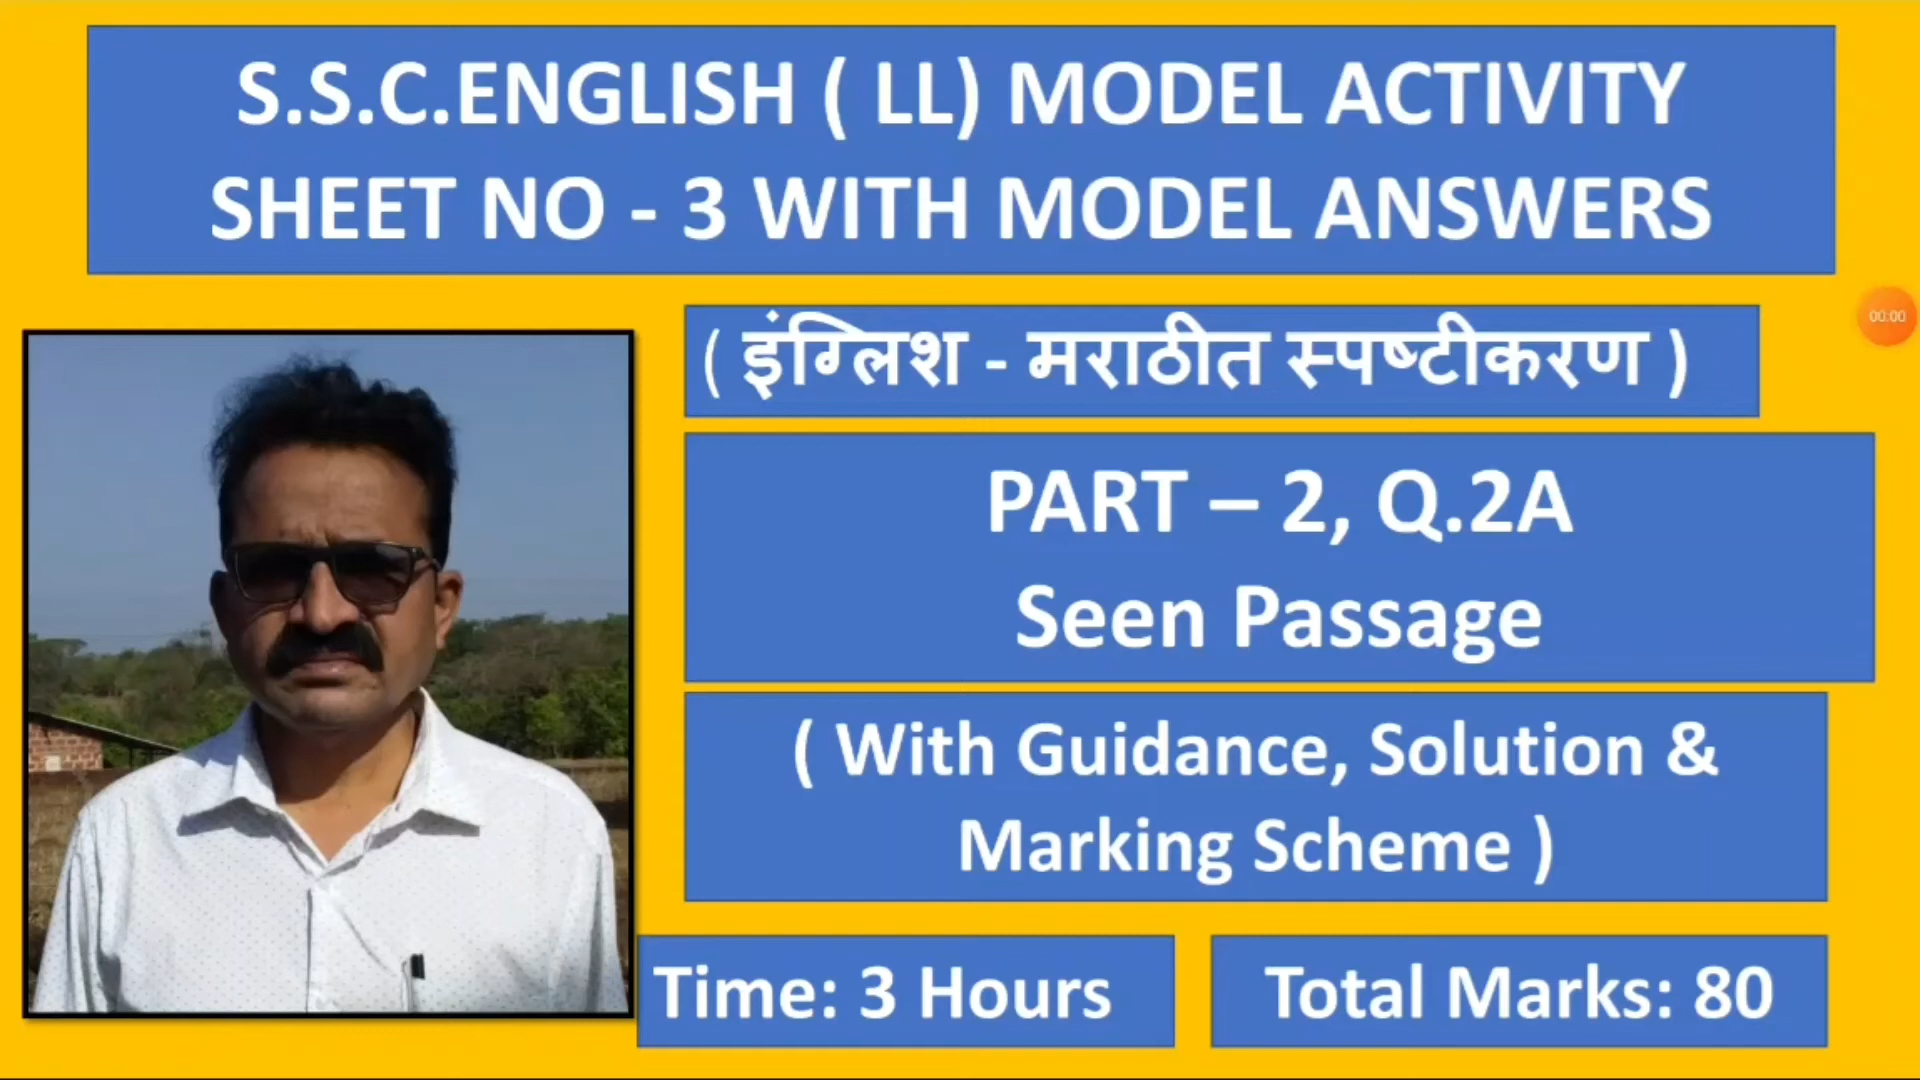 S.S.C.ENGLISH ( LL) MODEL ACTIVITY
SHEET NO - 3 WITH MODEL ANSWERS
00:00
( इंग्लिश - मराठीत स्पष्टीकरण )
PART – 2, Q.2A
Seen Passage
( With Guidance, Solution &
Marking Scheme )
Time: 3 Hours
Total Marks: 80